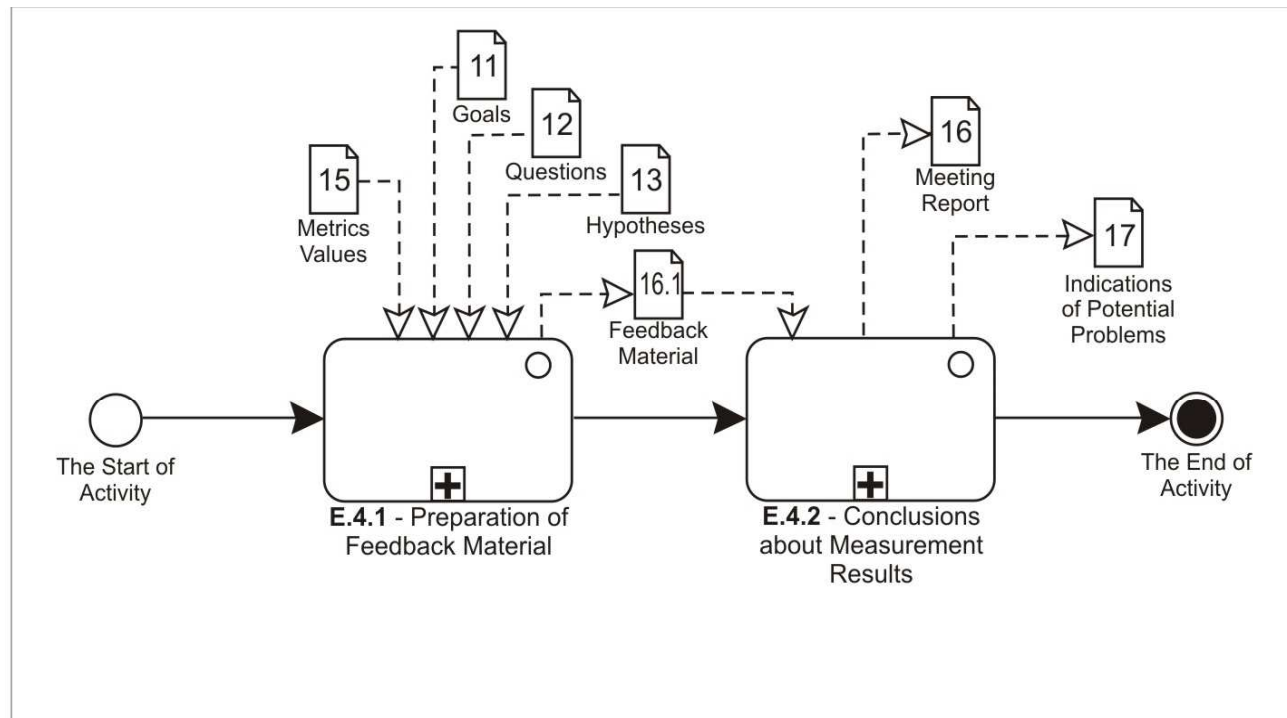 11
Goals
12
Questions
15
Metrics
Values
13
Hypotheses
16.1
Feedback
Material
16
Meeting
Report
17
Indications
of Potential
Problems
The Start of
Activity
E.4.1 - Preparation of
Feedback Material
E.4.2 - Conclusions
about Measurement
Results
The End of
Activity